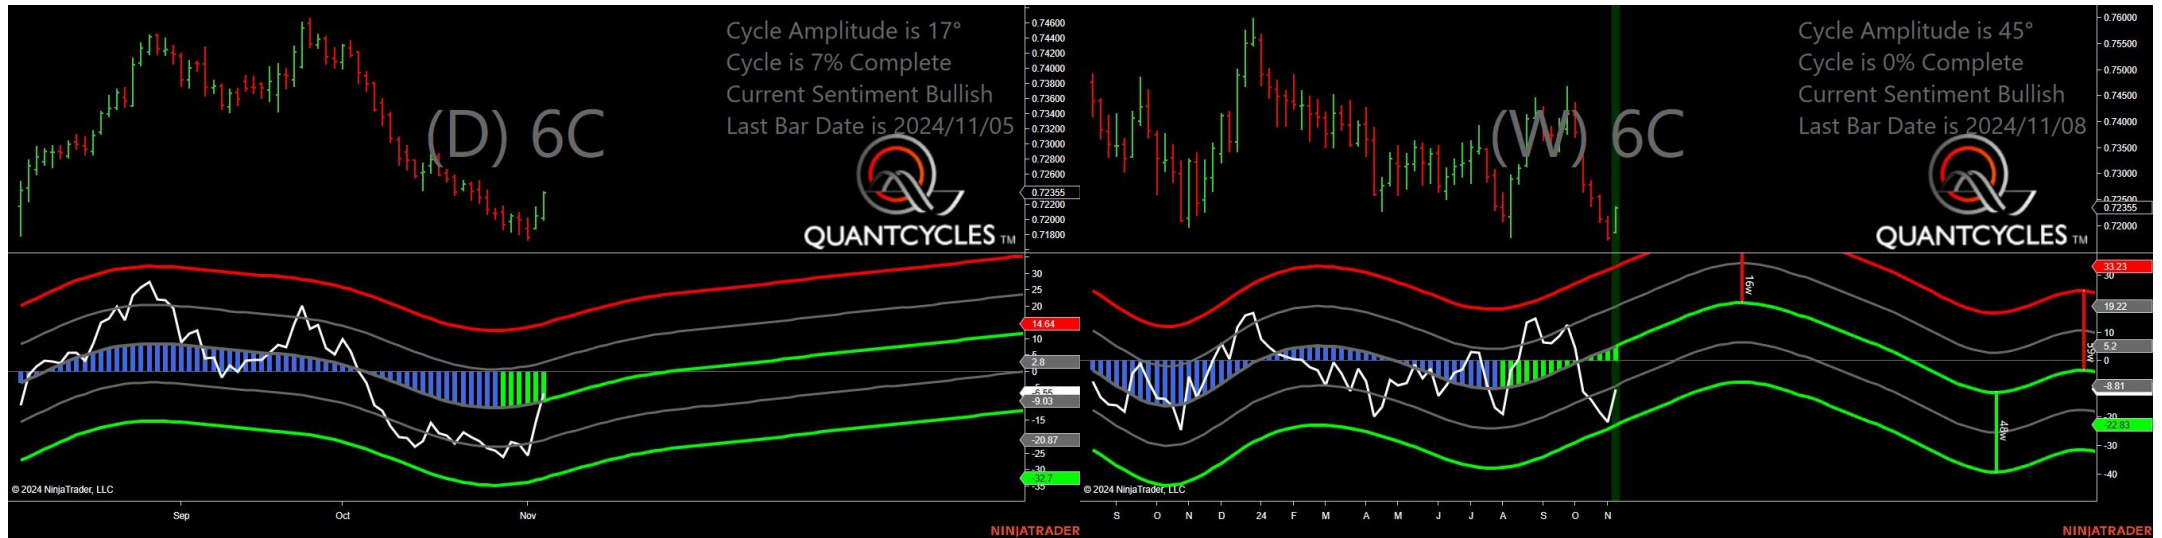 Cycle Amplitude is 17°
Cycle is 7% Complete
Current Sentiment Bullish
Last Bar Date is 2024/11/05
(D) 6C
QUANTCYCLES TM
0.74600
0.74400
0.74200
0.74000
0.73800
0.73600
0.73400
0.73200
0.73000
0.72800
0.72600
0.72355
0.72200
0.72000
0.71800
30
25
20
14.64
10
5
2.8
0
-6.55
-9.03
-15
-20.87
-25
-30
-32.7
-35
© 2024 NinjaTrader, LLC
Sep Oct Nov
NINJATRADER
Cycle Amplitude is 45°
Cycle is 0% Complete
Current Sentiment Bullish
Last Bar Date is 2024/11/08
(W) 6C
QUANTCYCLES TM
0.76000
0.75500
0.75000
0.74500
0.74000
0.73500
0.73000
0.72500
0.72355
0.72000
16w
48w
59w
33.23
30
19.22
10
5.2
0
-8.81
-20
-22.83
-30
-40
© 2024 NinjaTrader, LLC
S O N D 24 F M A M J J A S O N
NINJATRADER